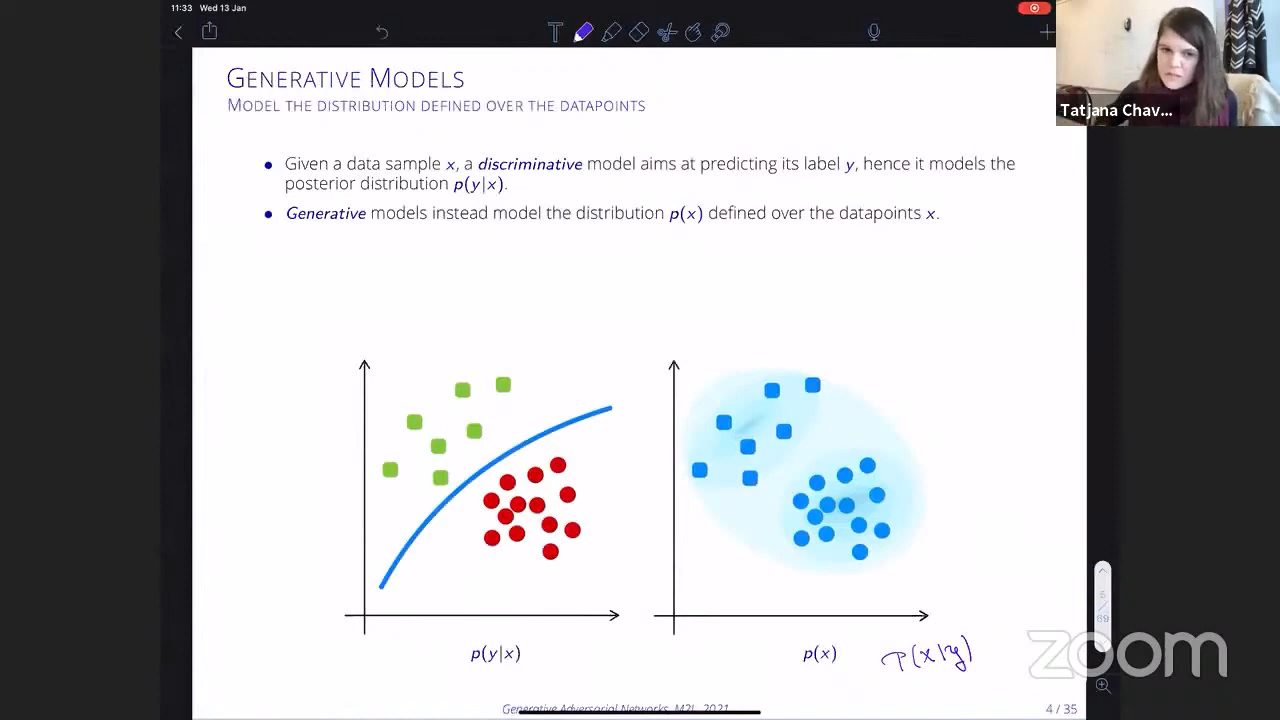 11:33 Wed 13 Jan
Tatjana Chav...
GENERATIVE MODELS
MODEL THE DISTRIBUTION DEFINED OVER THE DATAPOINTS
• Given a data sample x, a discriminative model aims at predicting its label y, hence it models the
posterior distribution p(y|x).
• Generative models instead model the distribution p(x) defined over the datapoints x.
p(y|x)
p(x)
P(x|y)
5
/
69
zoom
Generative Adversarial Networks, M2L, 2021
4 / 35